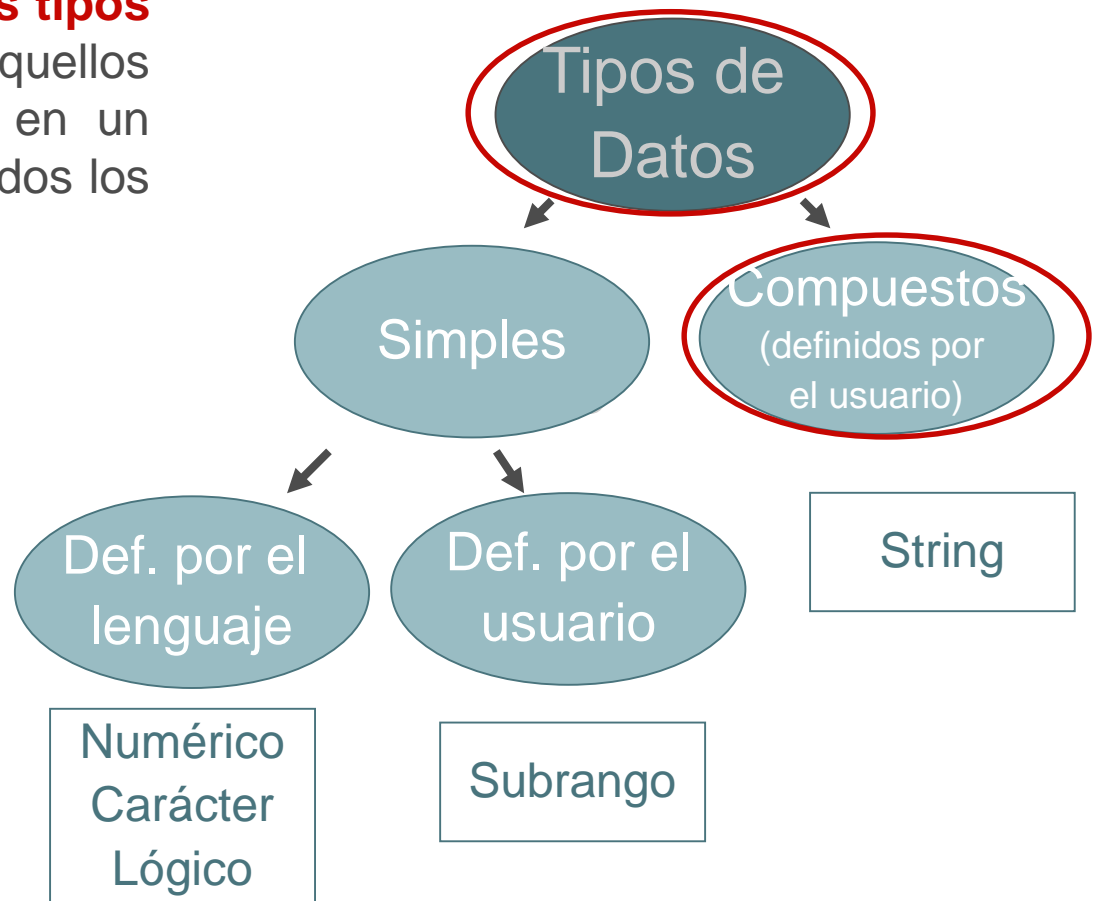 s tipos
quellos
en un
dos los
Tipos de
Datos
Simples
Compuestos
(definidos por
el usuario)
Def. por el
lenguaje
Def. por el
usuario
String
Numérico
Carácter
Lógico
Subrango